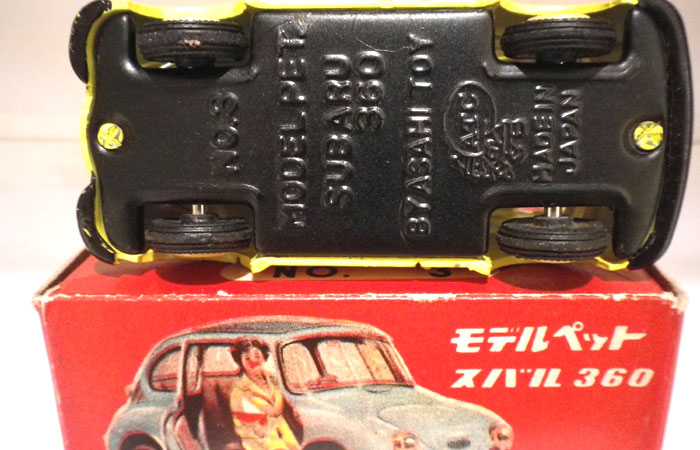 NO.3
MODEL PET
SUBARU
360
BY ASAHI TOY
ATC
MADE IN
JAPAN
NO. 3
モデルペット
スバル 360